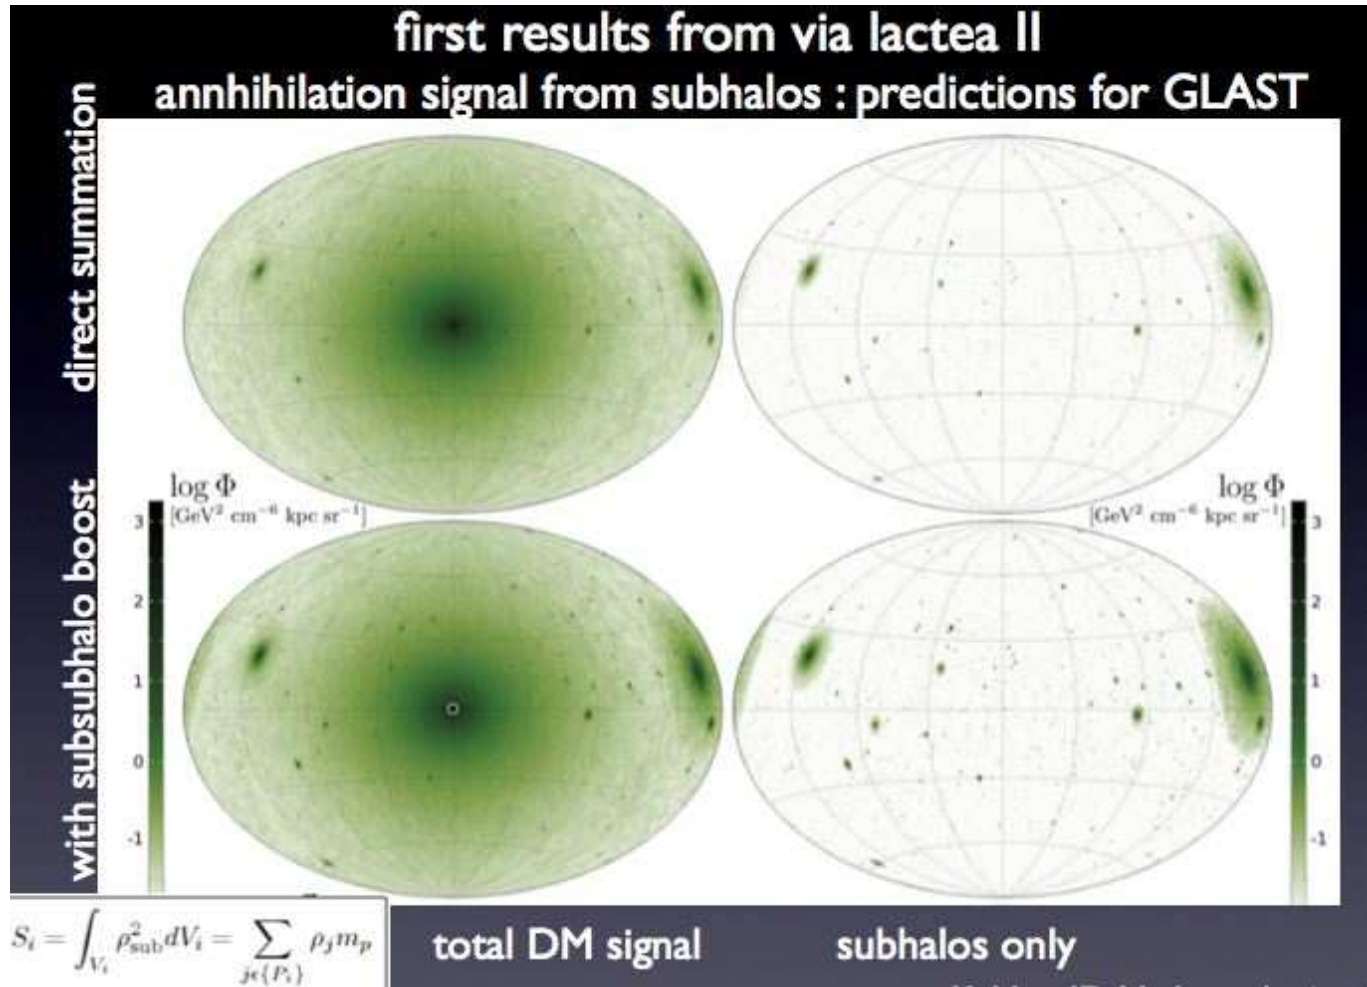 first results from via lactea II
annhihilation signal from subhalos : predictions for GLAST
direct summation
with subsubhalo boost
log Φ
[GeV² cm⁻⁶ kpc sr⁻¹]
3
2
1
0
-1
log Φ
[GeV² cm⁻⁶ kpc sr⁻¹]
3
2
1
0
-1
S_i = ∫_{V_i} ρ²_sub dV_i = ∑_{jϵ{P_i}} ρ_j m_p
total DM signal
subhalos only